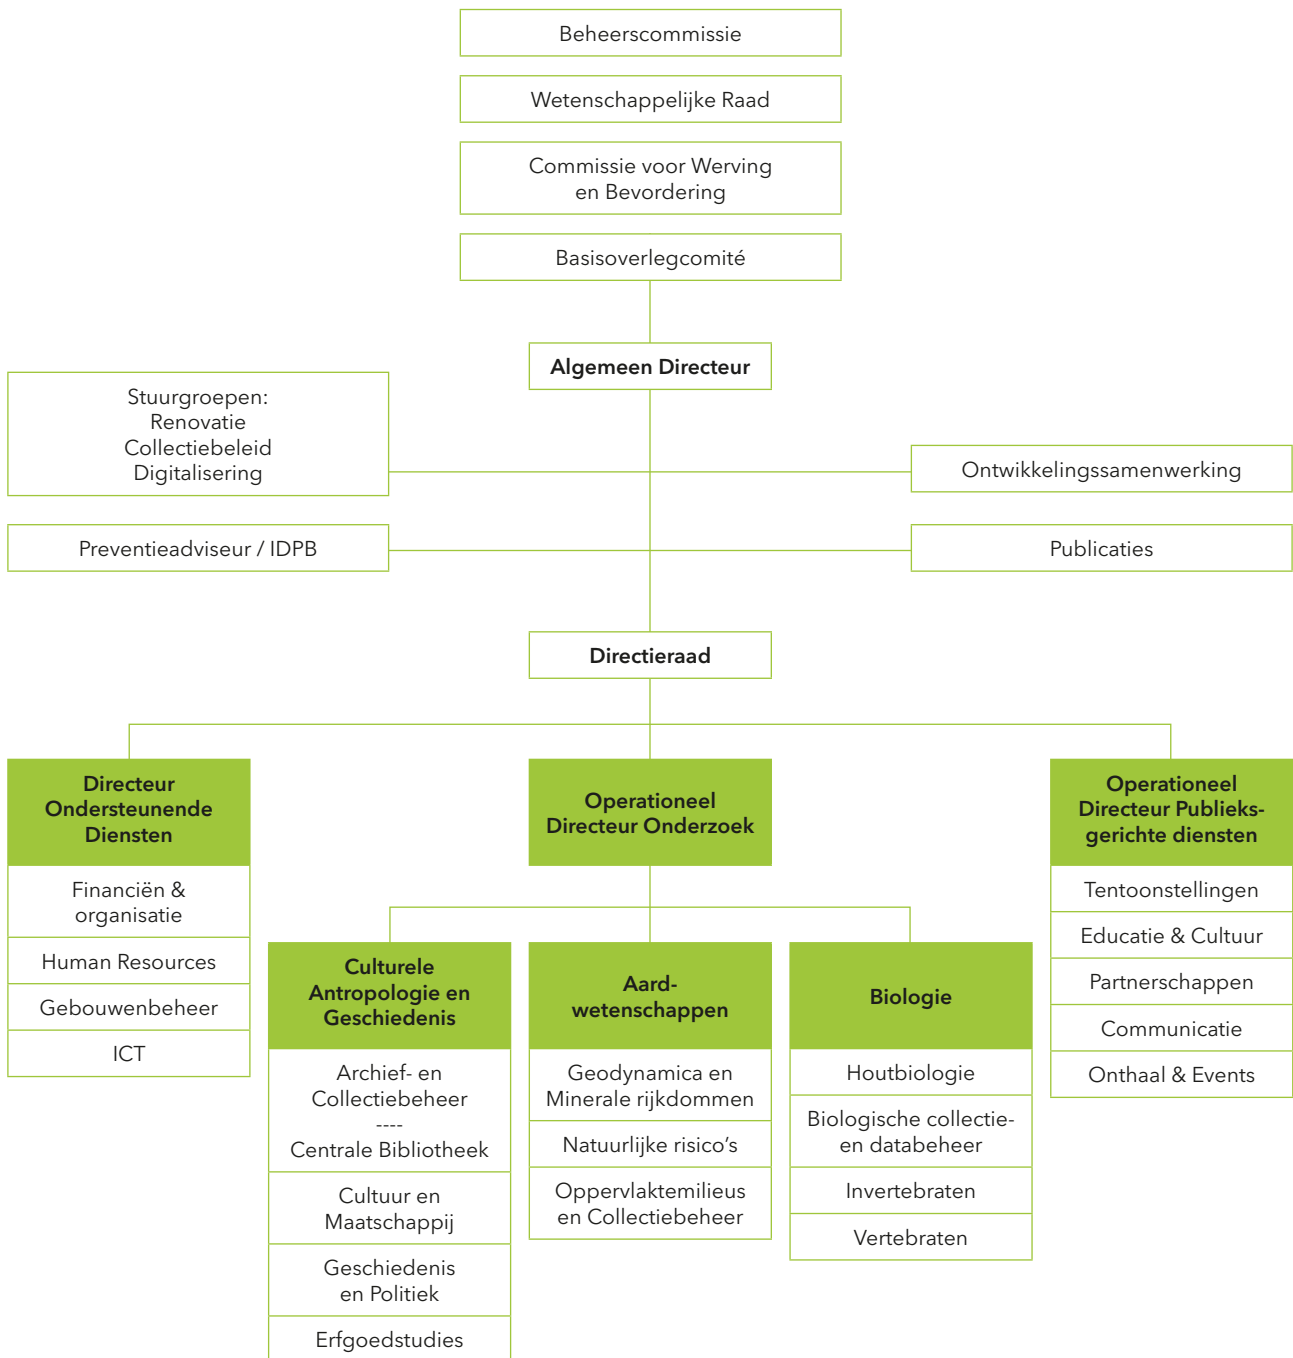 Beheerscommissie
Wetenschappelijke Raad
Commissie voor Werving
en Bevordering
Basisoverlegcomité
Algemeen Directeur
Stuurgroepen:
Renovatie
Collectiebeleid
Digitalisering
Ontwikkelingssamenwerking
Preventieadviseur / IDPB
Publicaties
Directieraad
Directeur
Ondersteunende
Diensten
Financiën &
organisatie
Human Resources
Gebouwenbeheer
ICT
Operationeel
Directeur Onderzoek
Culturele
Antropologie en
Geschiedenis
Archief- en
Collectiebeheer
----
Centrale Bibliotheek
Cultuur en
Maatschappij
Geschiedenis
en Politiek
Erfgoedstudies
Aard-
wetenschappen
Geodynamica en
Minerale rijkdommen
Natuurlijke risico's
Oppervlaktemilieus
en Collectiebeheer
Biologie
Houtbiologie
Biologische collectie-
en databeheer
Invertebraten
Vertebraten
Operationeel
Directeur Publieks-
gerichte diensten
Tentoonstellingen
Educatie & Cultuur
Partnerschappen
Communicatie
Onthaal & Events